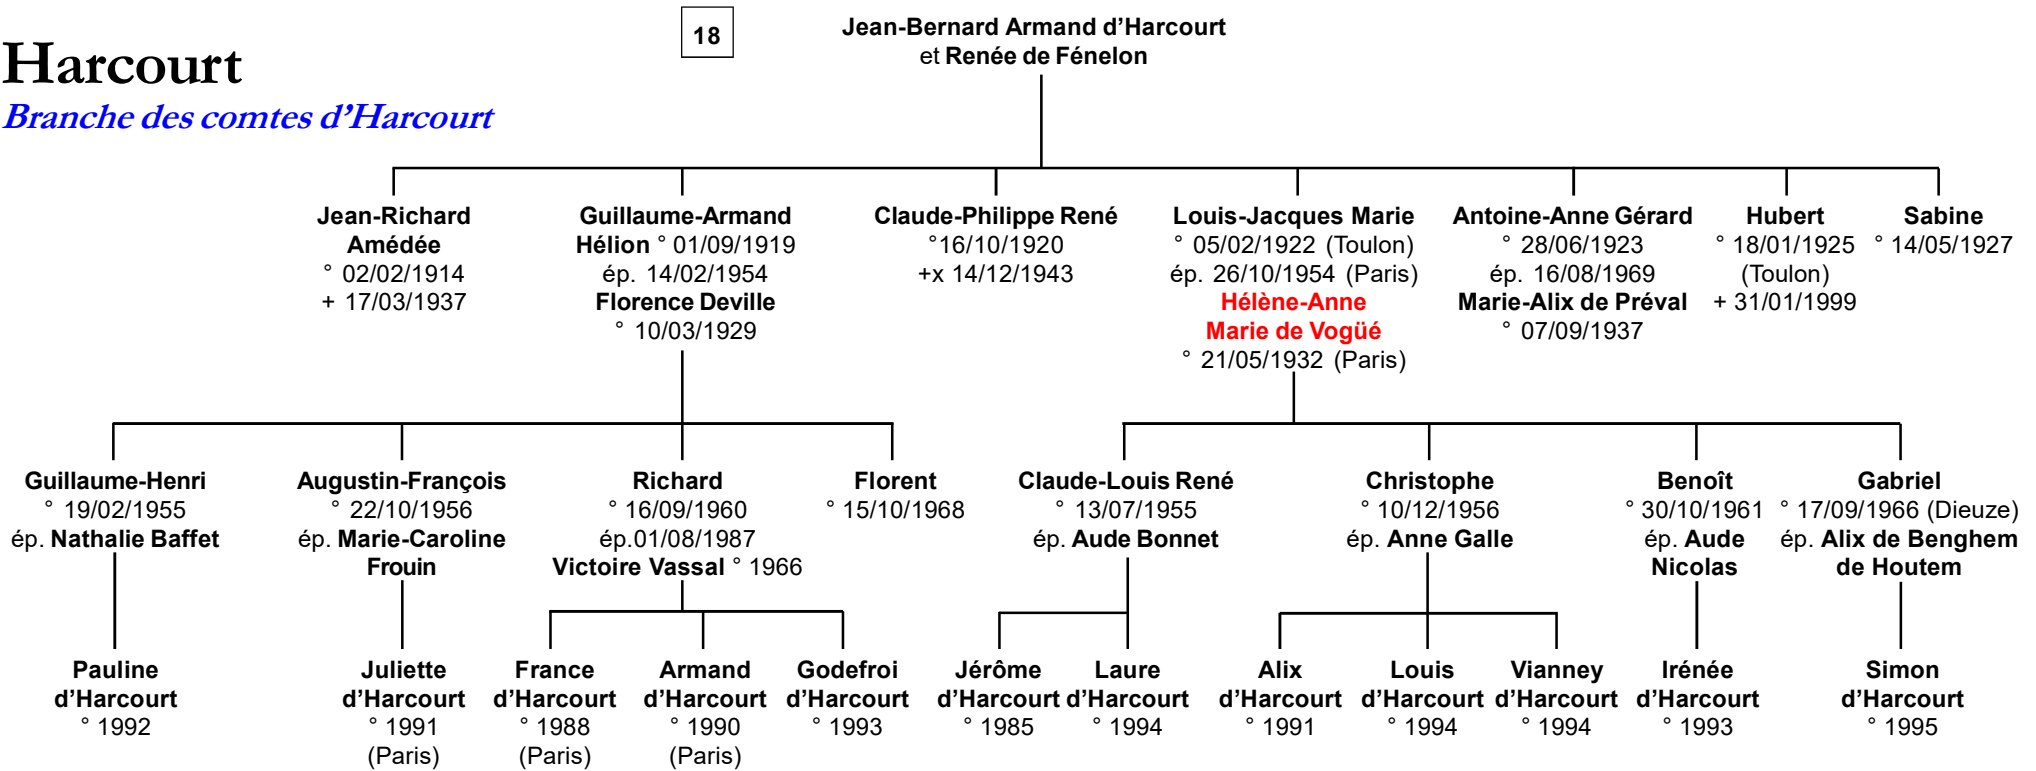 18
Jean-Bernard Armand d’Harcourt
et Renée de Fénelon
Harcourt
Branche des comtes d’Harcourt
Jean-Richard
Amédée
° 02/02/1914
+ 17/03/1937
Guillaume-Armand
Hélion ° 01/09/1919
ép. 14/02/1954
Florence Deville
° 10/03/1929
Claude-Philippe René
°16/10/1920
+x 14/12/1943
Louis-Jacques Marie
° 05/02/1922 (Toulon)
ép. 26/10/1954 (Paris)
Hélène-Anne
Marie de Vogüé
° 21/05/1932 (Paris)
Antoine-Anne Gérard
° 28/06/1923
ép. 16/08/1969
Marie-Alix de Préval
° 07/09/1937
Hubert
° 18/01/1925
(Toulon)
+ 31/01/1999
Sabine
° 14/05/1927
Guillaume-Henri
° 19/02/1955
ép. Nathalie Baffet
Augustin-François
° 22/10/1956
ép. Marie-Caroline
Frouin
Richard
° 16/09/1960
ép.01/08/1987
Victoire Vassal ° 1966
Florent
° 15/10/1968
Claude-Louis René
° 13/07/1955
ép. Aude Bonnet
Christophe
° 10/12/1956
ép. Anne Galle
Benoît
° 30/10/1961
ép. Aude
Nicolas
Gabriel
° 17/09/1966 (Dieuze)
ép. Alix de Benghem
de Houtem
Pauline
d’Harcourt
° 1992
Juliette
d’Harcourt
° 1991
(Paris)
France
d’Harcourt
° 1988
(Paris)
Armand
d’Harcourt
° 1990
(Paris)
Godefroi
d’Harcourt
° 1993
Jérôme
d’Harcourt
° 1985
Laure
d’Harcourt
° 1994
Alix
d’Harcourt
° 1991
Louis
d’Harcourt
° 1994
Vianney
d’Harcourt
° 1994
Irénée
d’Harcourt
° 1993
Simon
d’Harcourt
° 1995